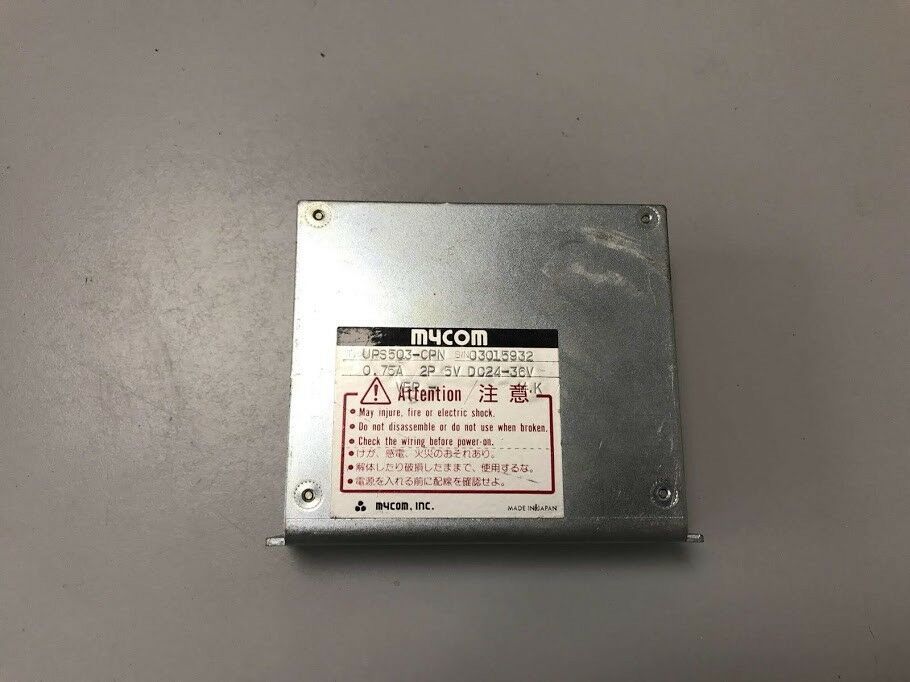 mycom
UPS503-CPN S/N03015932
0.75A 2P 5V DC24-36V
VER. K
Attention 注意
• May injure, fire or electric shock.
• Do not disassemble or do not use when broken.
• Check the wiring before power-on.
• けが、感電、火災のおそれあり。
• 解体したり破損したままで、使用するな。
• 電源を入れる前に配線を確認せよ。
mycom, inc. MADE IN JAPAN